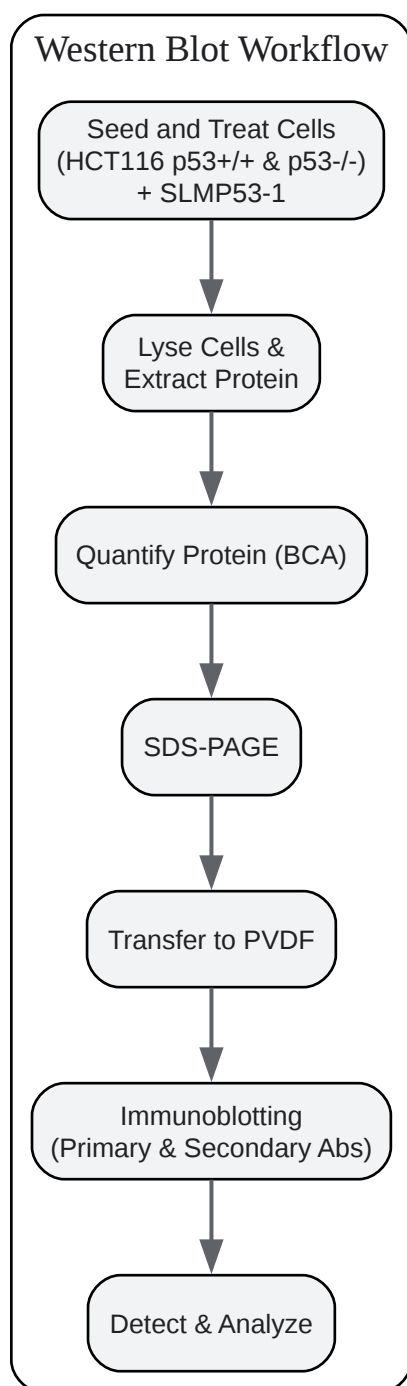 Western Blot Workflow
Seed and Treat Cells
(HCT116 p53+/+ & p53-/-)
+ SLMP53-1
Lyse Cells &
Extract Protein
Quantify Protein (BCA)
SDS-PAGE
Transfer to PVDF
Immunoblotting
(Primary & Secondary Abs)
Detect & Analyze